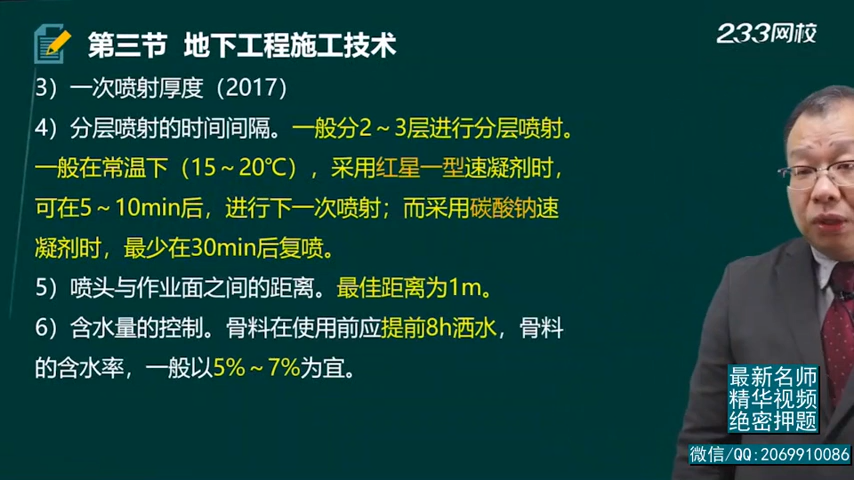 第三节 地下工程施工技术
233网校
3）一次喷射厚度（2017）
4）分层喷射的时间间隔。一般分2～3层进行分层喷射。
一般在常温下（15～20℃），采用红星一型速凝剂时，
可在5～10min后，进行下一次喷射；而采用碳酸钠速
凝剂时，最少在30min后复喷。
5）喷头与作业面之间的距离。最佳距离为1m。
6）含水量的控制。骨料在使用前应提前8h洒水，骨料
的含水率，一般以5%～7%为宜。
最新名师
精华视频
绝密押题
微信/QQ:2069910086